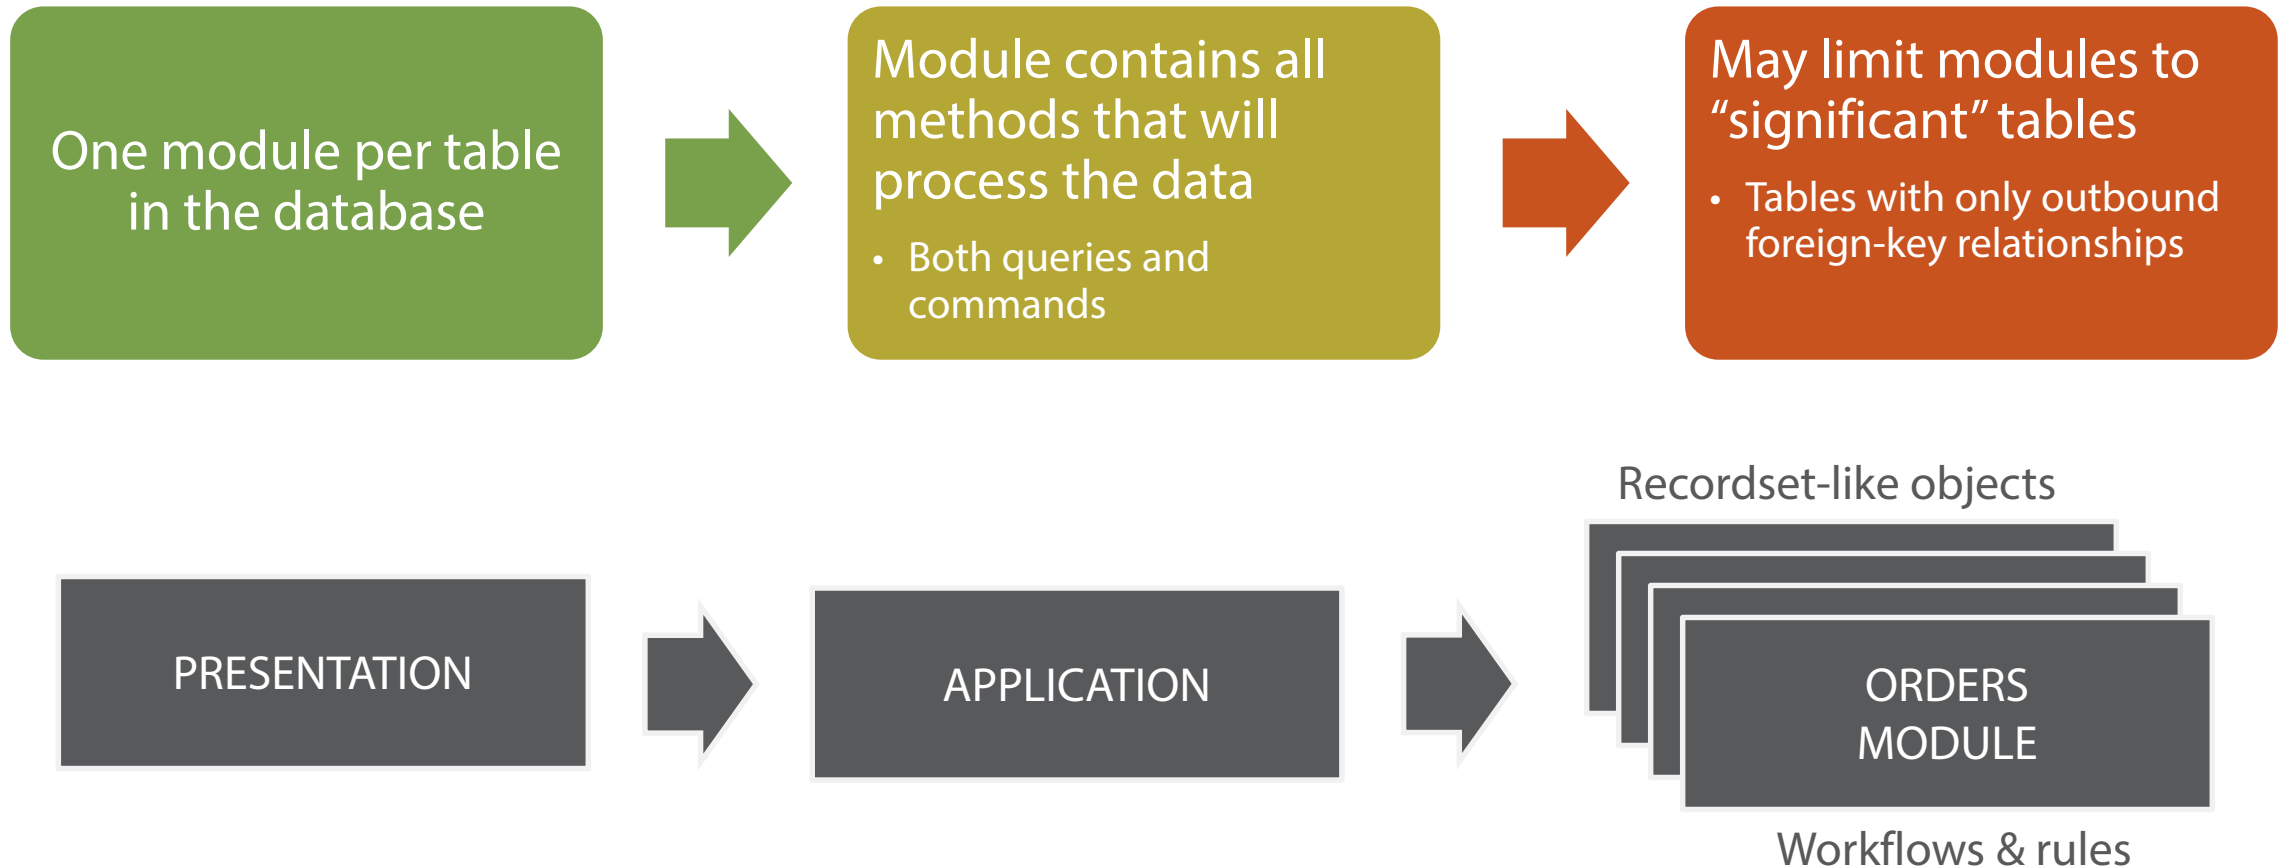 One module per table
in the database
Module contains all
methods that will
process the data
• Both queries and
commands
May limit modules to
“significant” tables
• Tables with only outbound
foreign-key relationships
Recordset-like objects
PRESENTATION
APPLICATION
ORDERS
MODULE
Workflows & rules